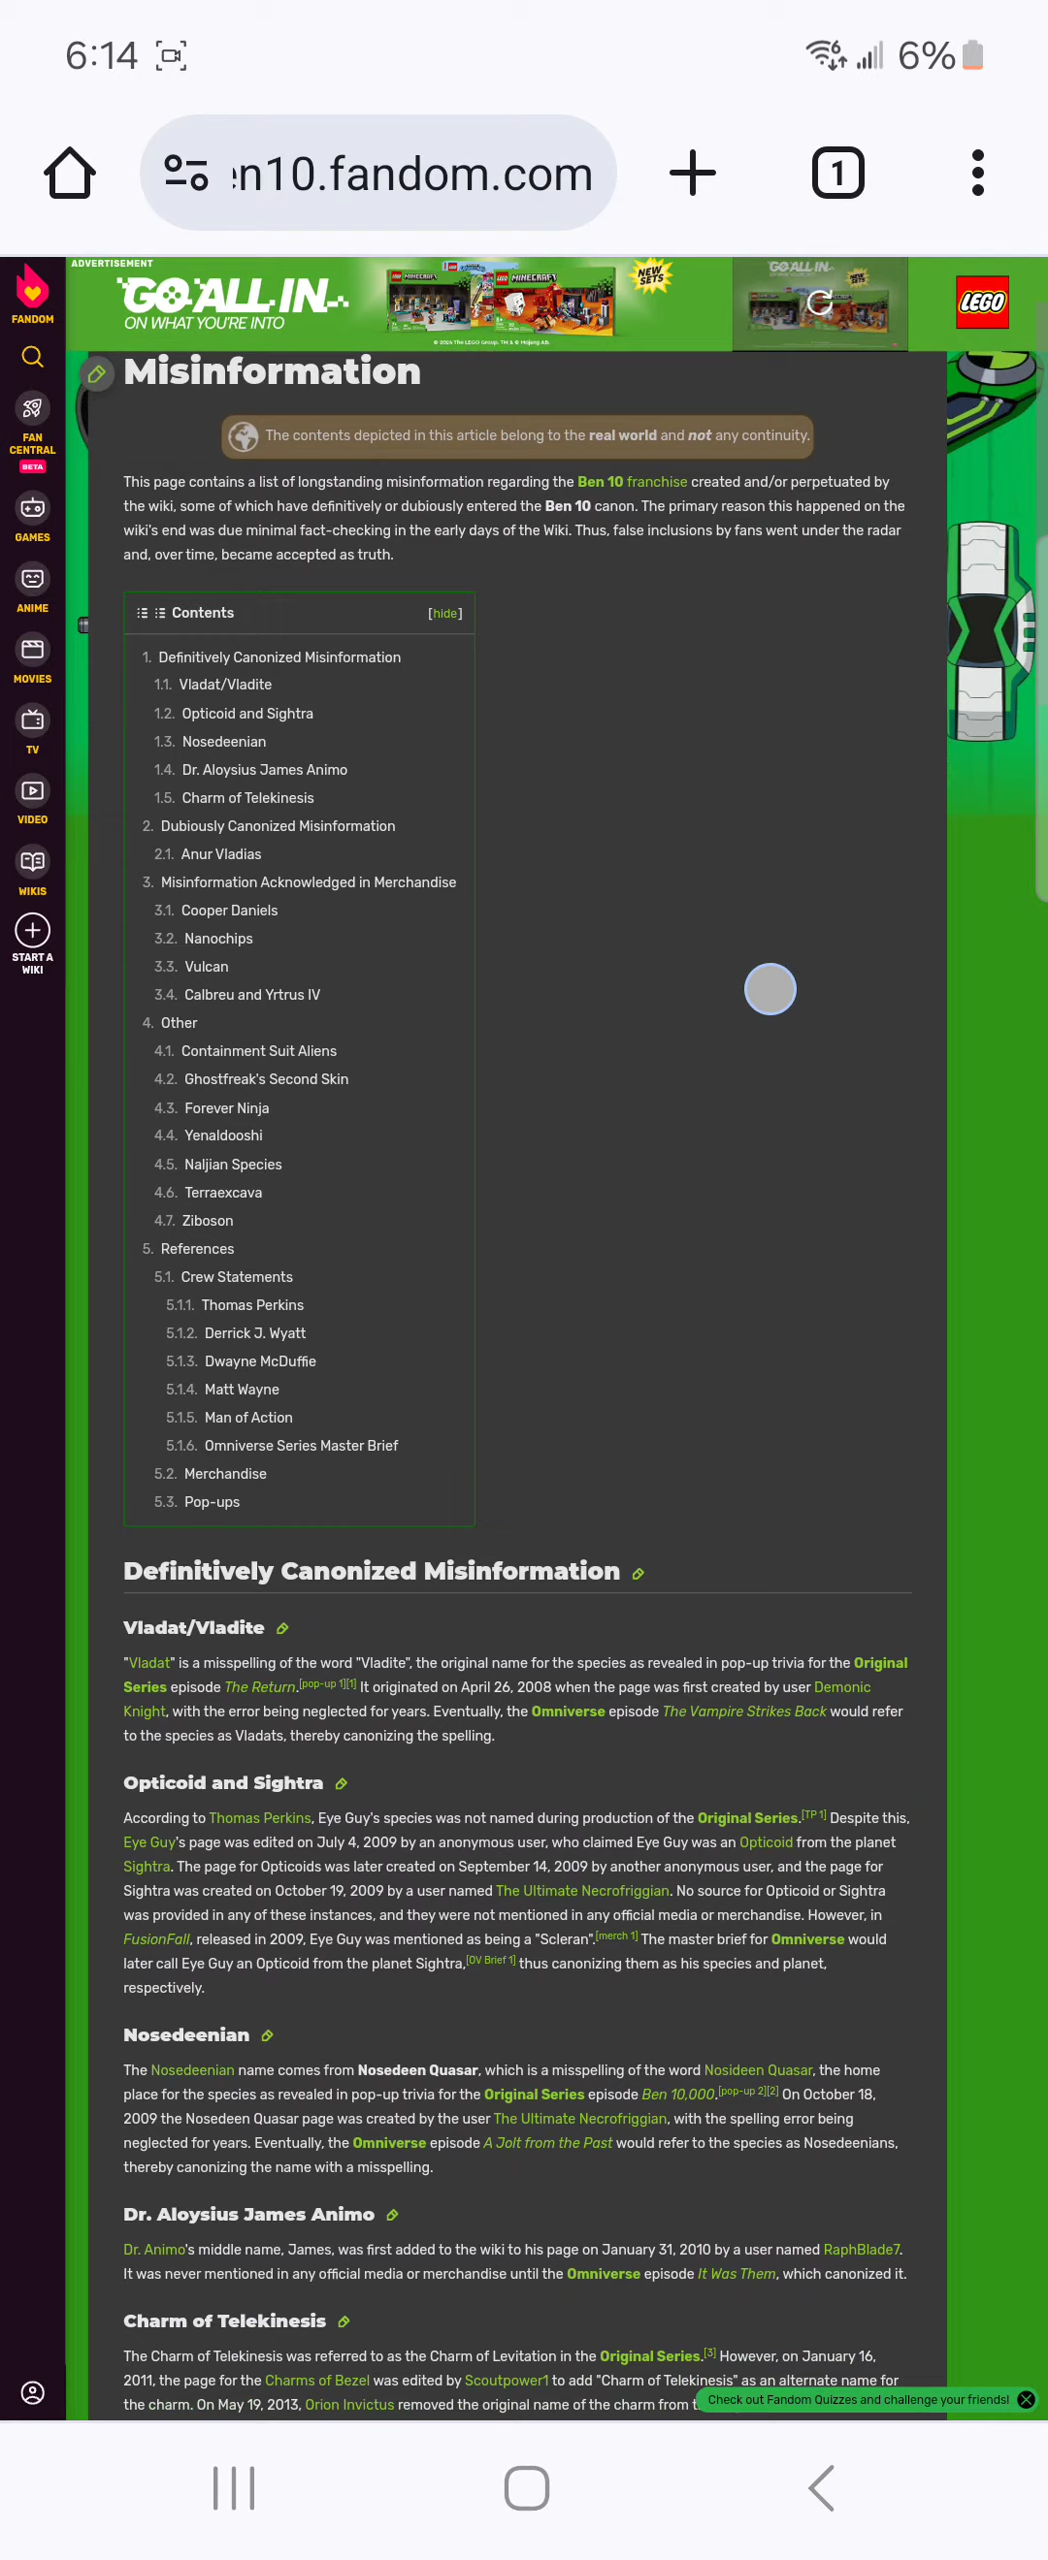 6:14
6%
en10.fandom.com
1
ADVERTISEMENT
GO ALL IN
ON WHAT YOU'RE INTO
MINECRAFT
MINECRAFT
NEW SETS
© 2024 The LEGO Group. TM & © Mojang AB.
GO ALL IN
LEGO
FANDOM
FAN
CENTRAL
BETA
GAMES
ANIME
MOVIES
TV
VIDEO
WIKIS
START A
WIKI
Misinformation
The contents depicted in this article belong to the real world and not any continuity.
This page contains a list of longstanding misinformation regarding the Ben 10 franchise created and/or perpetuated by
the wiki, some of which have definitively or dubiously entered the Ben 10 canon. The primary reason this happened on the
wiki's end was due minimal fact-checking in the early days of the Wiki. Thus, false inclusions by fans went under the radar
and, over time, became accepted as truth.
Contents [hide]
1. Definitively Canonized Misinformation
1.1. Vladat/Vladite
1.2. Opticoid and Sightra
1.3. Nosedeenian
1.4. Dr. Aloysius James Animo
1.5. Charm of Telekinesis
2. Dubiously Canonized Misinformation
2.1. Anur Vladias
3. Misinformation Acknowledged in Merchandise
3.1. Cooper Daniels
3.2. Nanochips
3.3. Vulcan
3.4. Calbreu and Yrtrus IV
4. Other
4.1. Containment Suit Aliens
4.2. Ghostfreak's Second Skin
4.3. Forever Ninja
4.4. Yenaldooshi
4.5. Naljian Species
4.6. Terraexcava
4.7. Ziboson
5. References
5.1. Crew Statements
5.1.1. Thomas Perkins
5.1.2. Derrick J. Wyatt
5.1.3. Dwayne McDuffie
5.1.4. Matt Wayne
5.1.5. Man of Action
5.1.6. Omniverse Series Master Brief
5.2. Merchandise
5.3. Pop-ups
Definitively Canonized Misinformation
Vladat/Vladite
"Vladat" is a misspelling of the word "Vladite", the original name for the species as revealed in pop-up trivia for the Original
Series episode The Return.[pop-up 1][1] It originated on April 26, 2008 when the page was first created by user Demonic
Knight, with the error being neglected for years. Eventually, the Omniverse episode The Vampire Strikes Back would refer
to the species as Vladats, thereby canonizing the spelling.
Opticoid and Sightra
According to Thomas Perkins, Eye Guy's species was not named during production of the Original Series.[TP 1] Despite this,
Eye Guy's page was edited on July 4, 2009 by an anonymous user, who claimed Eye Guy was an Opticoid from the planet
Sightra. The page for Opticoids was later created on September 14, 2009 by another anonymous user, and the page for
Sightra was created on October 19, 2009 by a user named The Ultimate Necrofriggian. No source for Opticoid or Sightra
was provided in any of these instances, and they were not mentioned in any official media or merchandise. However, in
FusionFall, released in 2009, Eye Guy was mentioned as being a "Scleran".[merch 1] The master brief for Omniverse would
later call Eye Guy an Opticoid from the planet Sightra,[OV Brief 1] thus canonizing them as his species and planet,
respectively.
Nosedeenian
The Nosedeenian name comes from Nosedeen Quasar, which is a misspelling of the word Nosideen Quasar, the home
place for the species as revealed in pop-up trivia for the Original Series episode Ben 10,000.[pop-up 2][2] On October 18,
2009 the Nosedeen Quasar page was created by the user The Ultimate Necrofriggian, with the spelling error being
neglected for years. Eventually, the Omniverse episode A Jolt from the Past would refer to the species as Nosedeenians,
thereby canonizing the name with a misspelling.
Dr. Aloysius James Animo
Dr. Animo's middle name, James, was first added to the wiki to his page on January 31, 2010 by a user named RaphBlade7.
It was never mentioned in any official media or merchandise until the Omniverse episode It Was Them, which canonized it.
Charm of Telekinesis
The Charm of Telekinesis was referred to as the Charm of Levitation in the Original Series.[3] However, on January 16,
2011, the page for the Charms of Bezel was edited by Scoutpower1 to add "Charm of Telekinesis" as an alternate name for
the charm. On May 19, 2013, Orion Invictus removed the original name of the charm from
Check out Fandom Quizzes and challenge your friends!